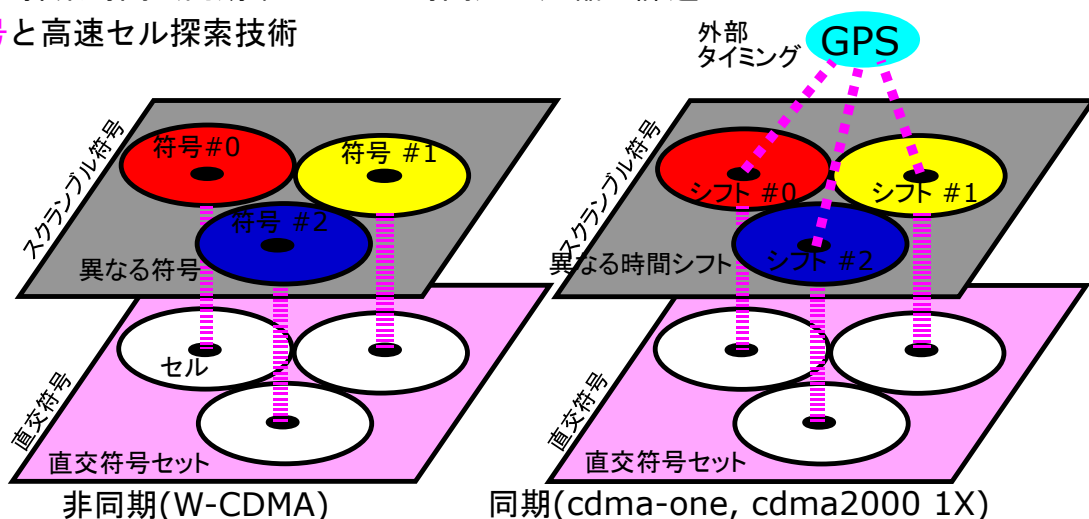 号と高速セル探索技術
外部
タイミング
GPS
スクランブル符号
符号#0
符号 #1
符号 #2
異なる符号
直交符号
セル
直交符号セット
非同期(W-CDMA)
スクランブル符号
シフト #0
シフト #1
シフト #2
異なる時間シフト
直交符号
直交符号セット
同期(cdma-one, cdma2000 1X)